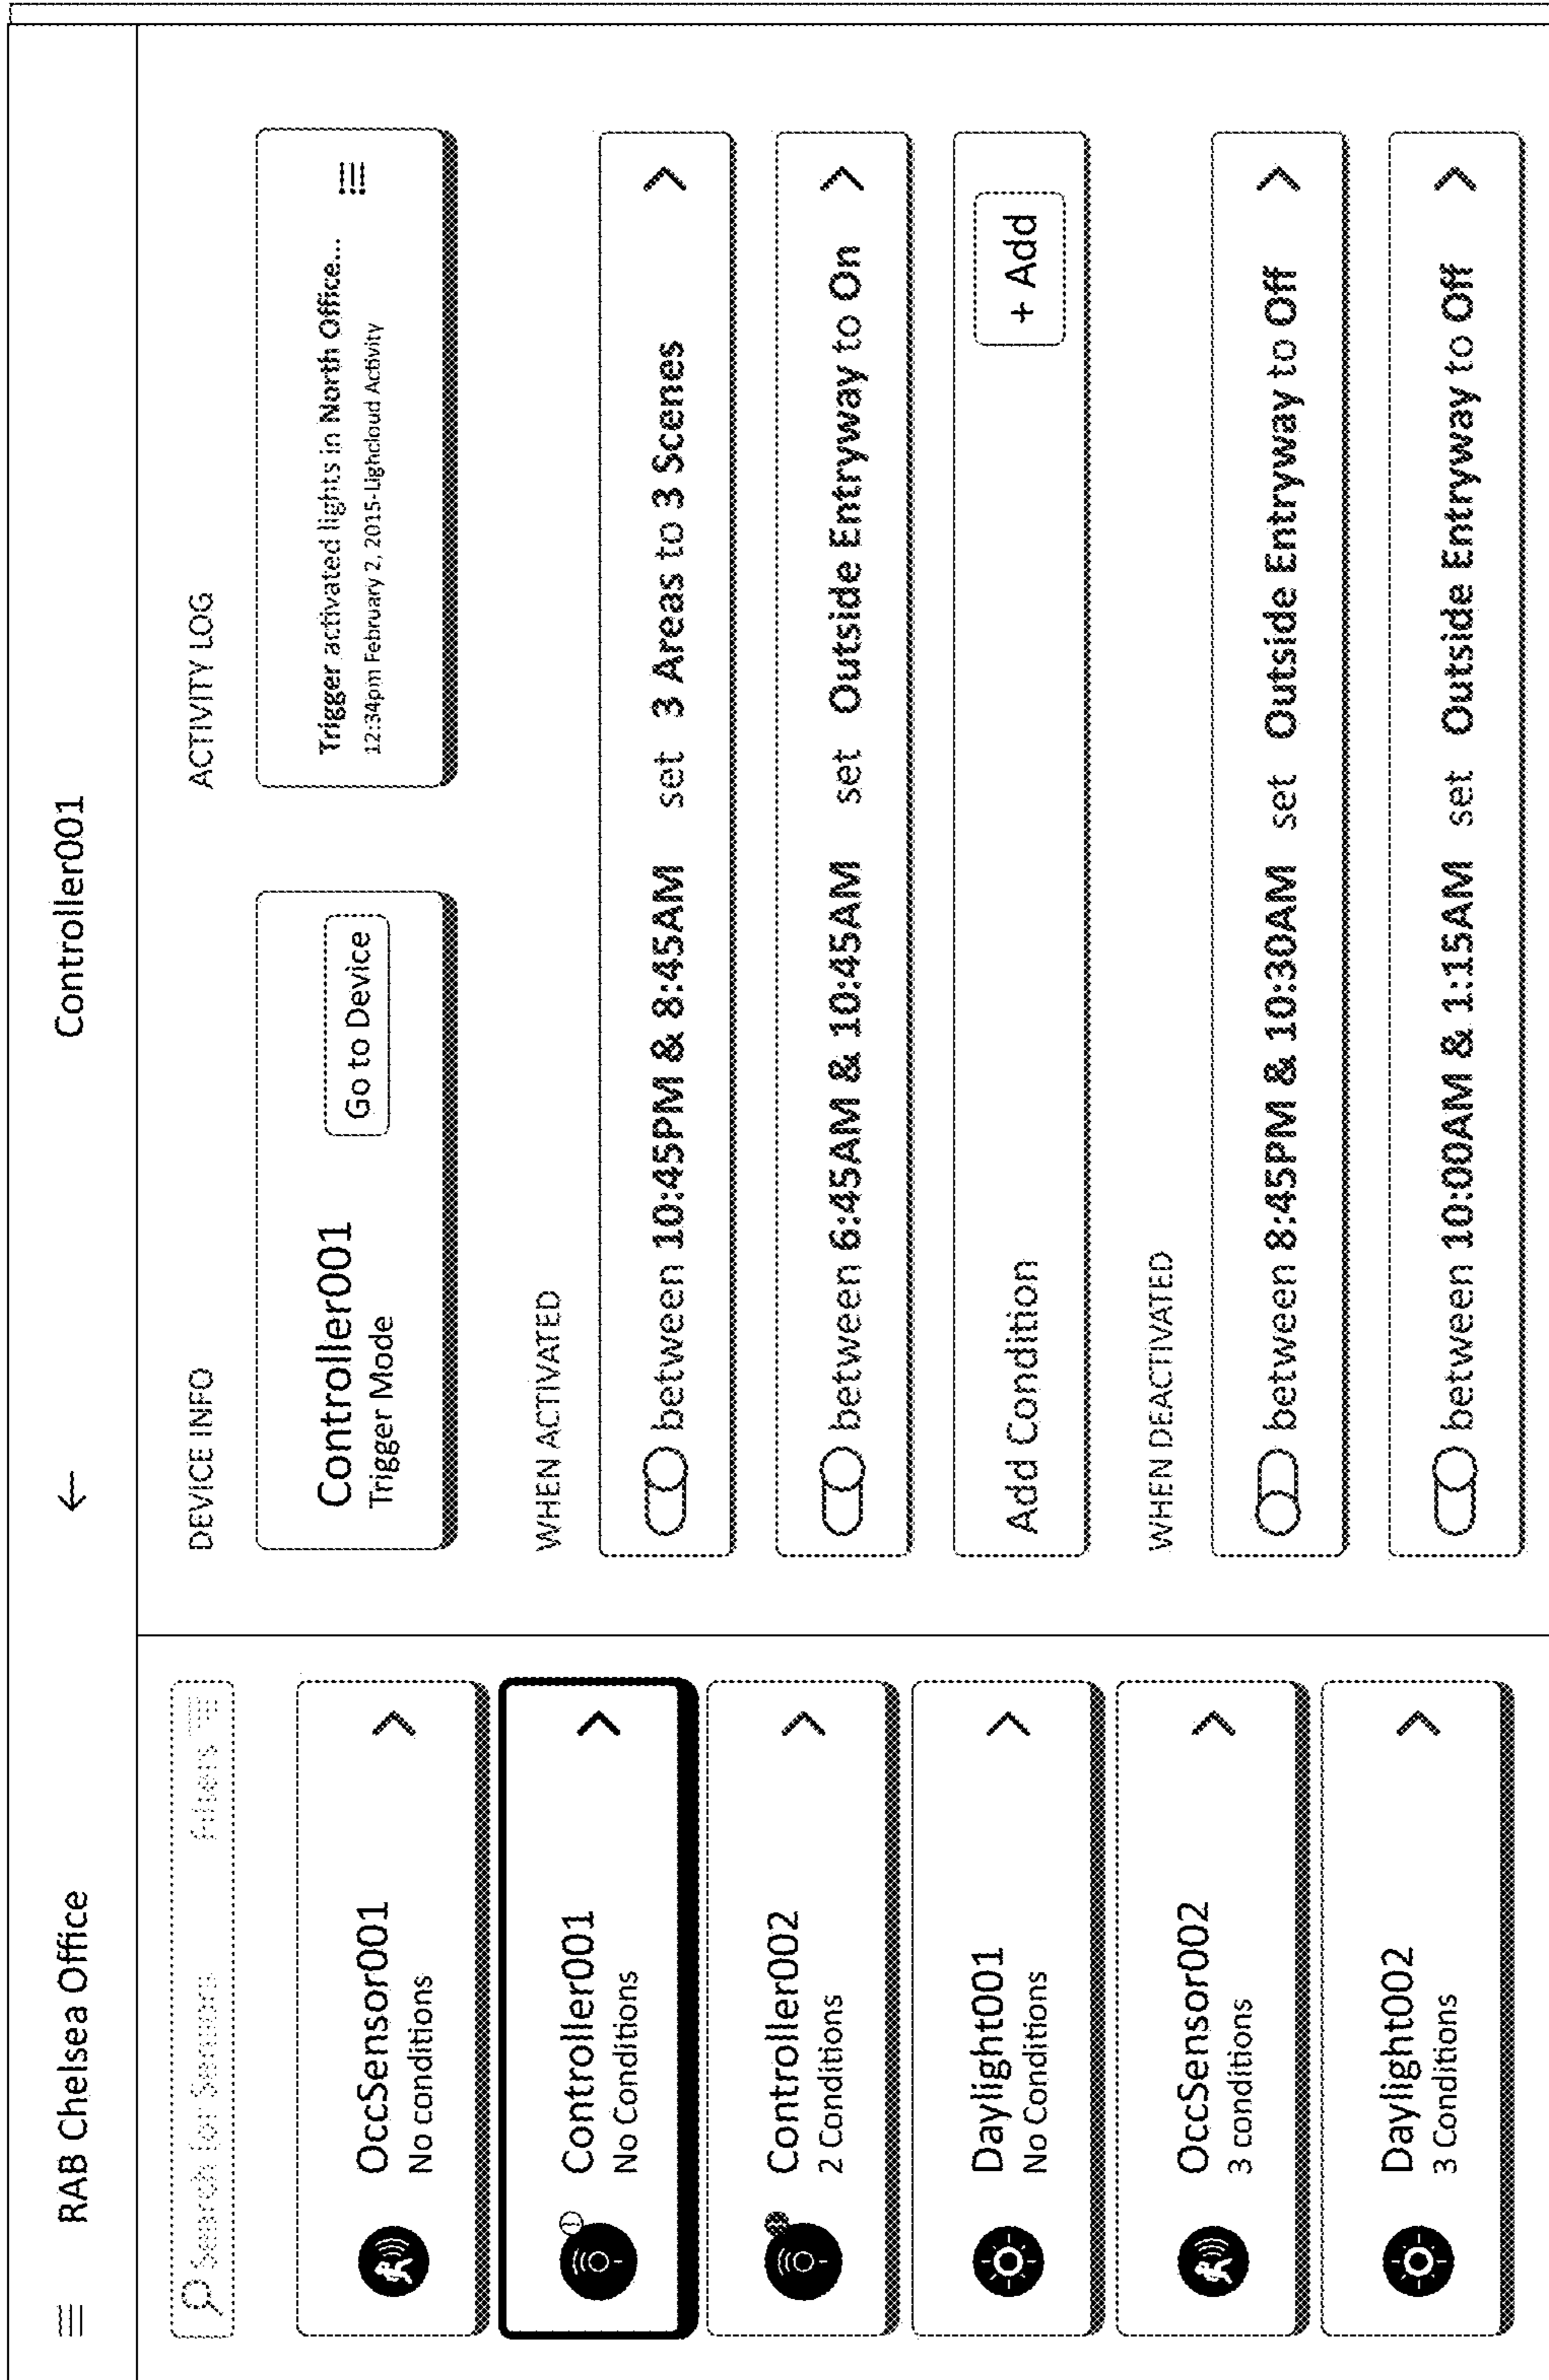 RAB Chelsea Office
Controller001
Search for Sensors
Filters
OccSensor001
No conditions
Controller001
No Conditions
Controller002
2 Conditions
Daylight001
No Conditions
OccSensor002
3 conditions
Daylight002
3 Conditions
DEVICE INFO
Controller001
Trigger Mode
Go to Device
ACTIVITY LOG
Trigger activated lights in North Office...
12:34pm February 2, 2015-Lighcloud Activity
WHEN ACTIVATED
between 10:45PM & 8:45AM set 3 Areas to 3 Scenes
between 6:45AM & 10:45AM set Outside Entryway to On
Add Condition + Add
WHEN DEACTIVATED
between 8:45PM & 10:30AM set Outside Entryway to Off
between 10:00AM & 1:15AM set Outside Entryway to Off